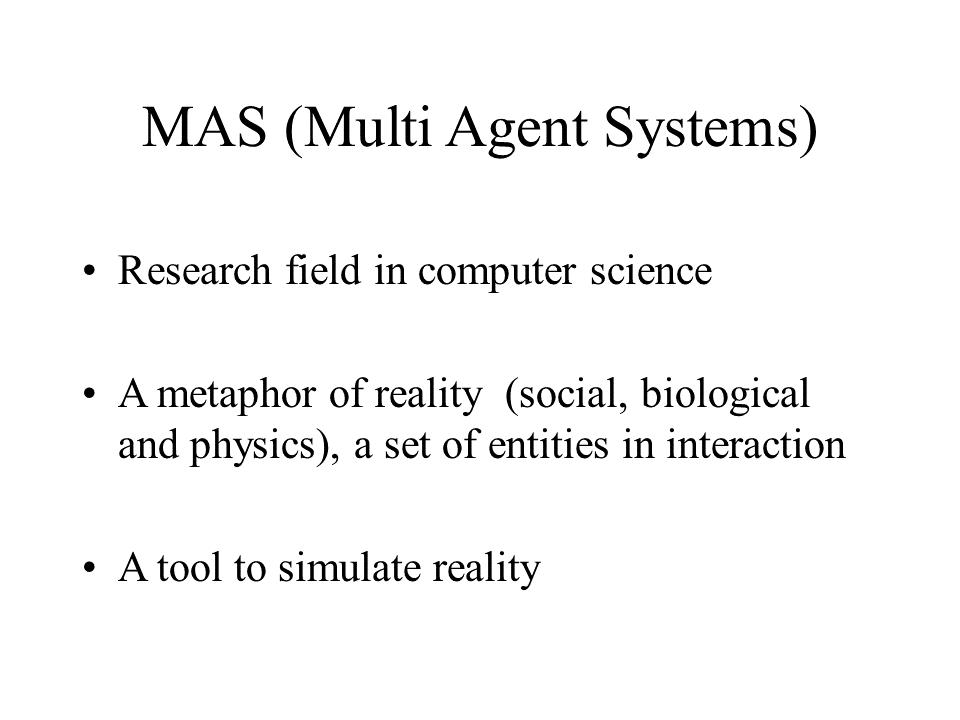 MAS (Multi Agent Systems)
• Research field in computer science
• A metaphor of reality  (social, biological
and physics), a set of entities in interaction
• A tool to simulate reality